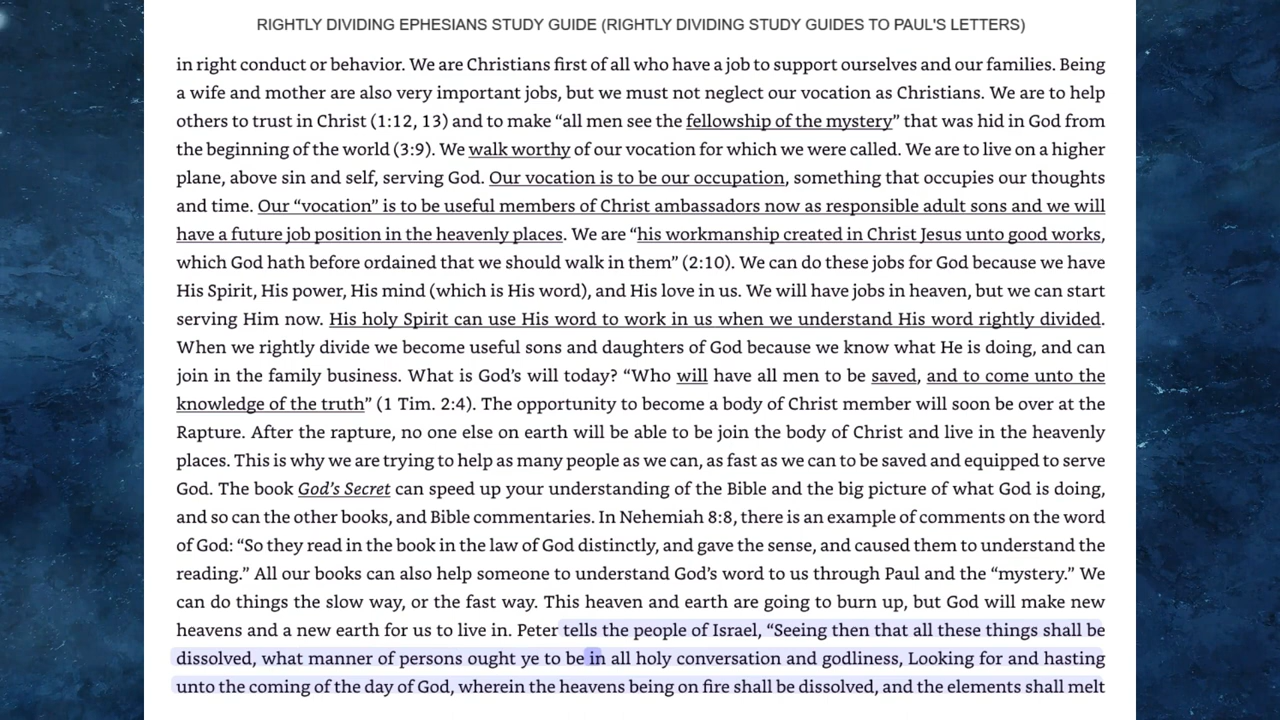 RIGHTLY DIVIDING EPHESIANS STUDY GUIDE (RIGHTLY DIVIDING STUDY GUIDES TO PAUL'S LETTERS)
in right conduct or behavior. We are Christians first of all who have a job to support ourselves and our families. Being
a wife and mother are also very important jobs, but we must not neglect our vocation as Christians. We are to help
others to trust in Christ (1:12, 13) and to make “all men see the fellowship of the mystery” that was hid in God from
the beginning of the world (3:9). We walk worthy of our vocation for which we were called. We are to live on a higher
plane, above sin and self, serving God. Our vocation is to be our occupation, something that occupies our thoughts
and time. Our “vocation” is to be useful members of Christ ambassadors now as responsible adult sons and we will
have a future job position in the heavenly places. We are “his workmanship created in Christ Jesus unto good works,
which God hath before ordained that we should walk in them” (2:10). We can do these jobs for God because we have
His Spirit, His power, His mind (which is His word), and His love in us. We will have jobs in heaven, but we can start
serving Him now. His holy Spirit can use His word to work in us when we understand His word rightly divided.
When we rightly divide we become useful sons and daughters of God because we know what He is doing, and can
join in the family business. What is God’s will today? “Who will have all men to be saved, and to come unto the
knowledge of the truth” (1 Tim. 2:4). The opportunity to become a body of Christ member will soon be over at the
Rapture. After the rapture, no one else on earth will be able to be join the body of Christ and live in the heavenly
places. This is why we are trying to help as many people as we can, as fast as we can to be saved and equipped to serve
God. The book God’s Secret can speed up your understanding of the Bible and the big picture of what God is doing,
and so can the other books, and Bible commentaries. In Nehemiah 8:8, there is an example of comments on the word
of God: “So they read in the book in the law of God distinctly, and gave the sense, and caused them to understand the
reading.” All our books can also help someone to understand God’s word to us through Paul and the “mystery.” We
can do things the slow way, or the fast way. This heaven and earth are going to burn up, but God will make new
heavens and a new earth for us to live in. Peter tells the people of Israel, “Seeing then that all these things shall be
dissolved, what manner of persons ought ye to be in all holy conversation and godliness, Looking for and hasting
unto the coming of the day of God, wherein the heavens being on fire shall be dissolved, and the elements shall melt